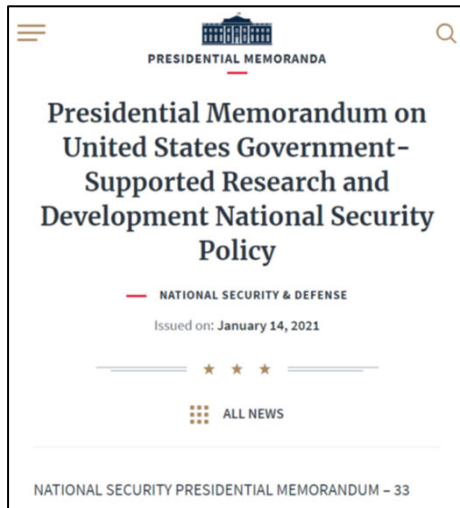 PRESIDENTIAL MEMORANDA
Presidential Memorandum on
United States Government-
Supported Research and
Development National Security
Policy
NATIONAL SECURITY & DEFENSE
Issued on: January 14, 2021
ALL NEWS
NATIONAL SECURITY PRESIDENTIAL MEMORANDUM – 33